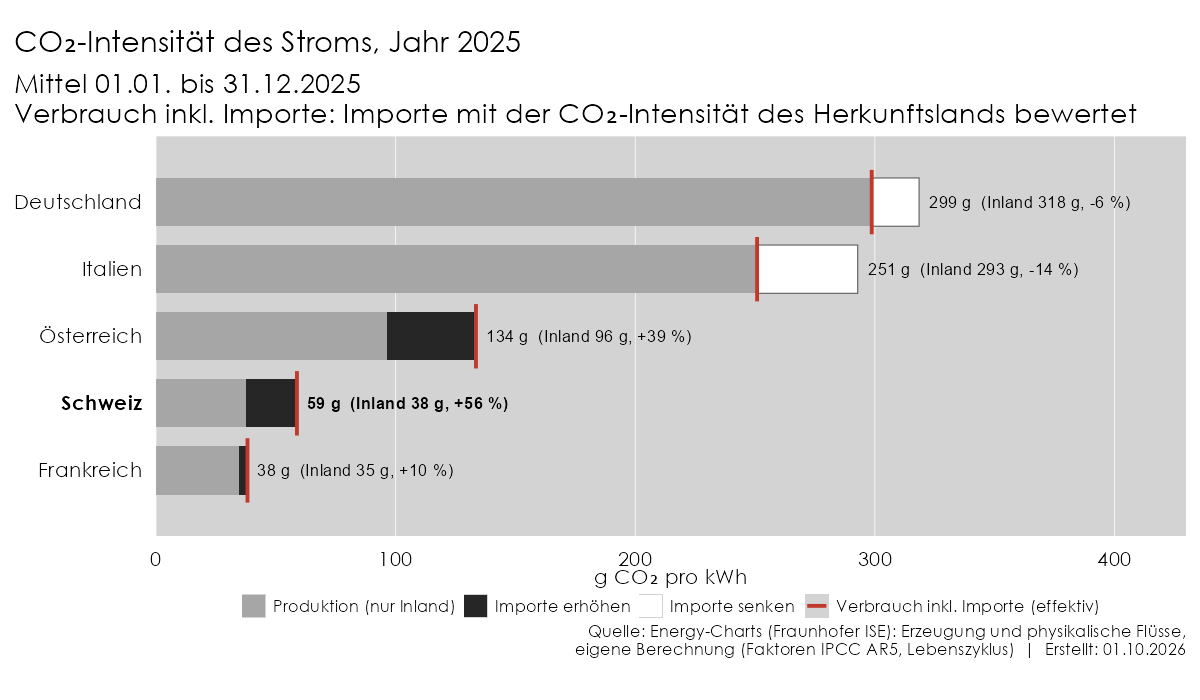 CO₂-Intensität des Stroms, Jahr 2025
Mittel 01.01. bis 31.12.2025
Verbrauch inkl. Importe: Importe mit der CO₂-Intensität des Herkunftslands bewertet
Deutschland 299 g (Inland 318 g, -6 %)
Italien 251 g (Inland 293 g, -14 %)
Österreich 134 g (Inland 96 g, +39 %)
Schweiz 59 g (Inland 38 g, +56 %)
Frankreich 38 g (Inland 35 g, +10 %)
0 100 200 300 400
g CO₂ pro kWh
Produktion (nur Inland) Importe erhöhen Importe senken Verbrauch inkl. Importe (effektiv)
Quelle: Energy-Charts (Fraunhofer ISE): Erzeugung und physikalische Flüsse,
eigene Berechnung (Faktoren IPCC AR5, Lebenszyklus) | Erstellt: 01.10.2026